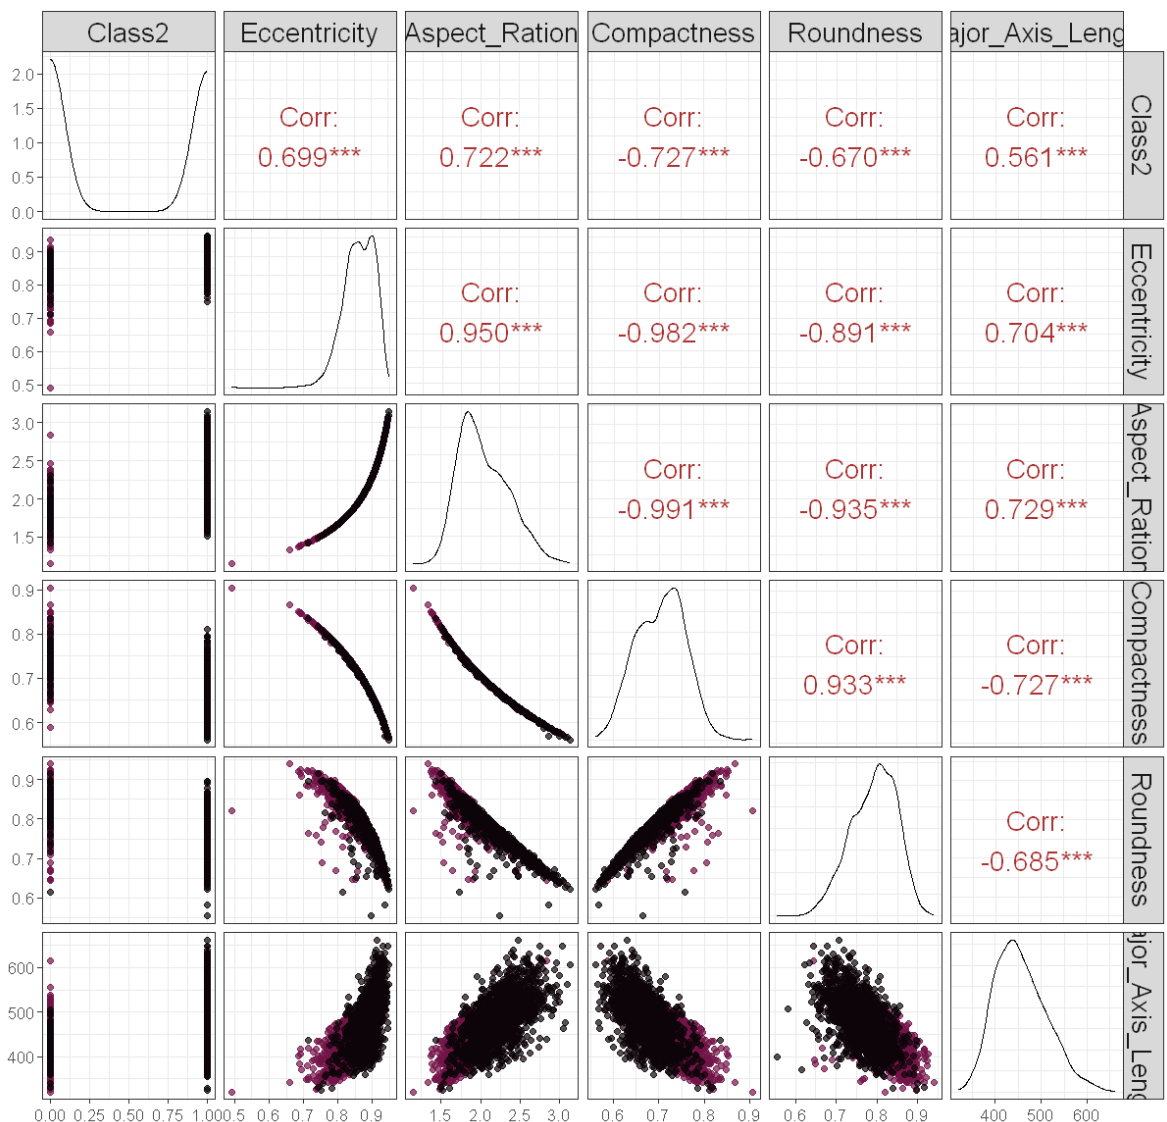 Class2 Eccentricity Aspect_Ration Compactness Roundness ajor_Axis_Leng
2.0
1.5
1.0
0.5
0.0
Corr:
0.699***
Corr:
0.722***
Corr:
-0.727***
Corr:
-0.670***
Corr:
0.561***
Class2
0.9
0.8
0.7
0.6
0.5
Corr:
0.950***
Corr:
-0.982***
Corr:
-0.891***
Corr:
0.704***
Eccentricity
3.0
2.5
2.0
1.5
Corr:
-0.991***
Corr:
-0.935***
Corr:
0.729***
Aspect_Ration
0.9
0.8
0.7
0.6
Corr:
0.933***
Corr:
-0.727***
Compactness
0.9
0.8
0.7
0.6
Corr:
-0.685***
Roundness
600
500
400
ajor_Axis_Leng
0.00 0.25 0.50 0.75 1.00 0.5 0.6 0.7 0.8 0.9 1.5 2.0 2.5 3.0 0.6 0.7 0.8 0.9 0.6 0.7 0.8 0.9 400 500 600